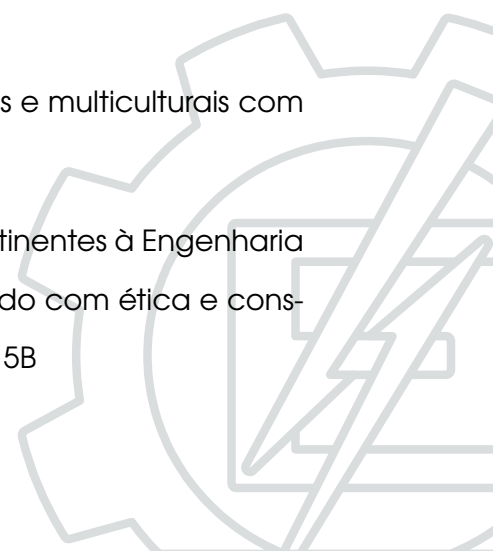 s e multiculturais com
tinentes à Engenharia
do com ética e cons-
5B